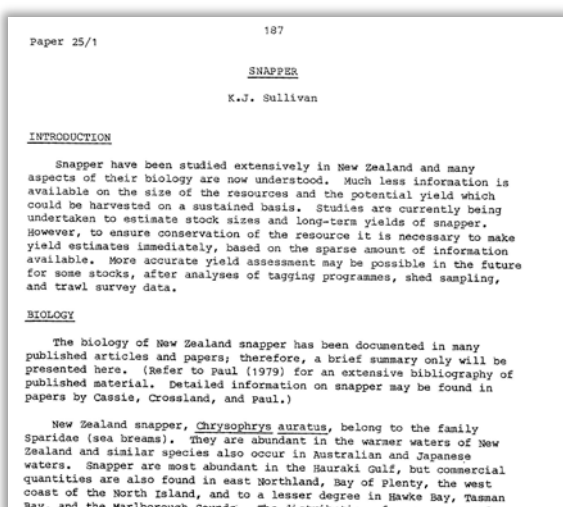 187
Paper 25/1
SNAPPER
K.J. Sullivan
INTRODUCTION
Snapper have been studied extensively in New Zealand and many
aspects of their biology are now understood. Much less information is
available on the size of the resources and the potential yield which
could be harvested on a sustained basis. Studies are currently being
undertaken to estimate stock sizes and long-term yields of snapper.
However, to ensure conservation of the resource it is necessary to make
yield estimates immediately, based on the sparse amount of information
available. More accurate yield assessment may be possible in the future
for some stocks, after analyses of tagging programmes, shed sampling,
and trawl survey data.
BIOLOGY
The biology of New Zealand snapper has been documented in many
published articles and papers; therefore, a brief summary only will be
presented here. (Refer to Paul (1979) for an extensive bibliography of
published material. Detailed information on snapper may be found in
papers by Cassie, Crossland, and Paul.)
New Zealand snapper, Chrysophrys auratus, belong to the family
Sparidae (sea breams). They are abundant in the warmer waters of New
Zealand and similar species also occur in Australian and Japanese
waters. Snapper are most abundant in the Hauraki Gulf, but commercial
quantities are also found in east Northland, Bay of Plenty, the west
coast of the North Island, and to a lesser degree in Hawke Bay, Tasman
Bay, and the Marlborough Sounds. The distribution